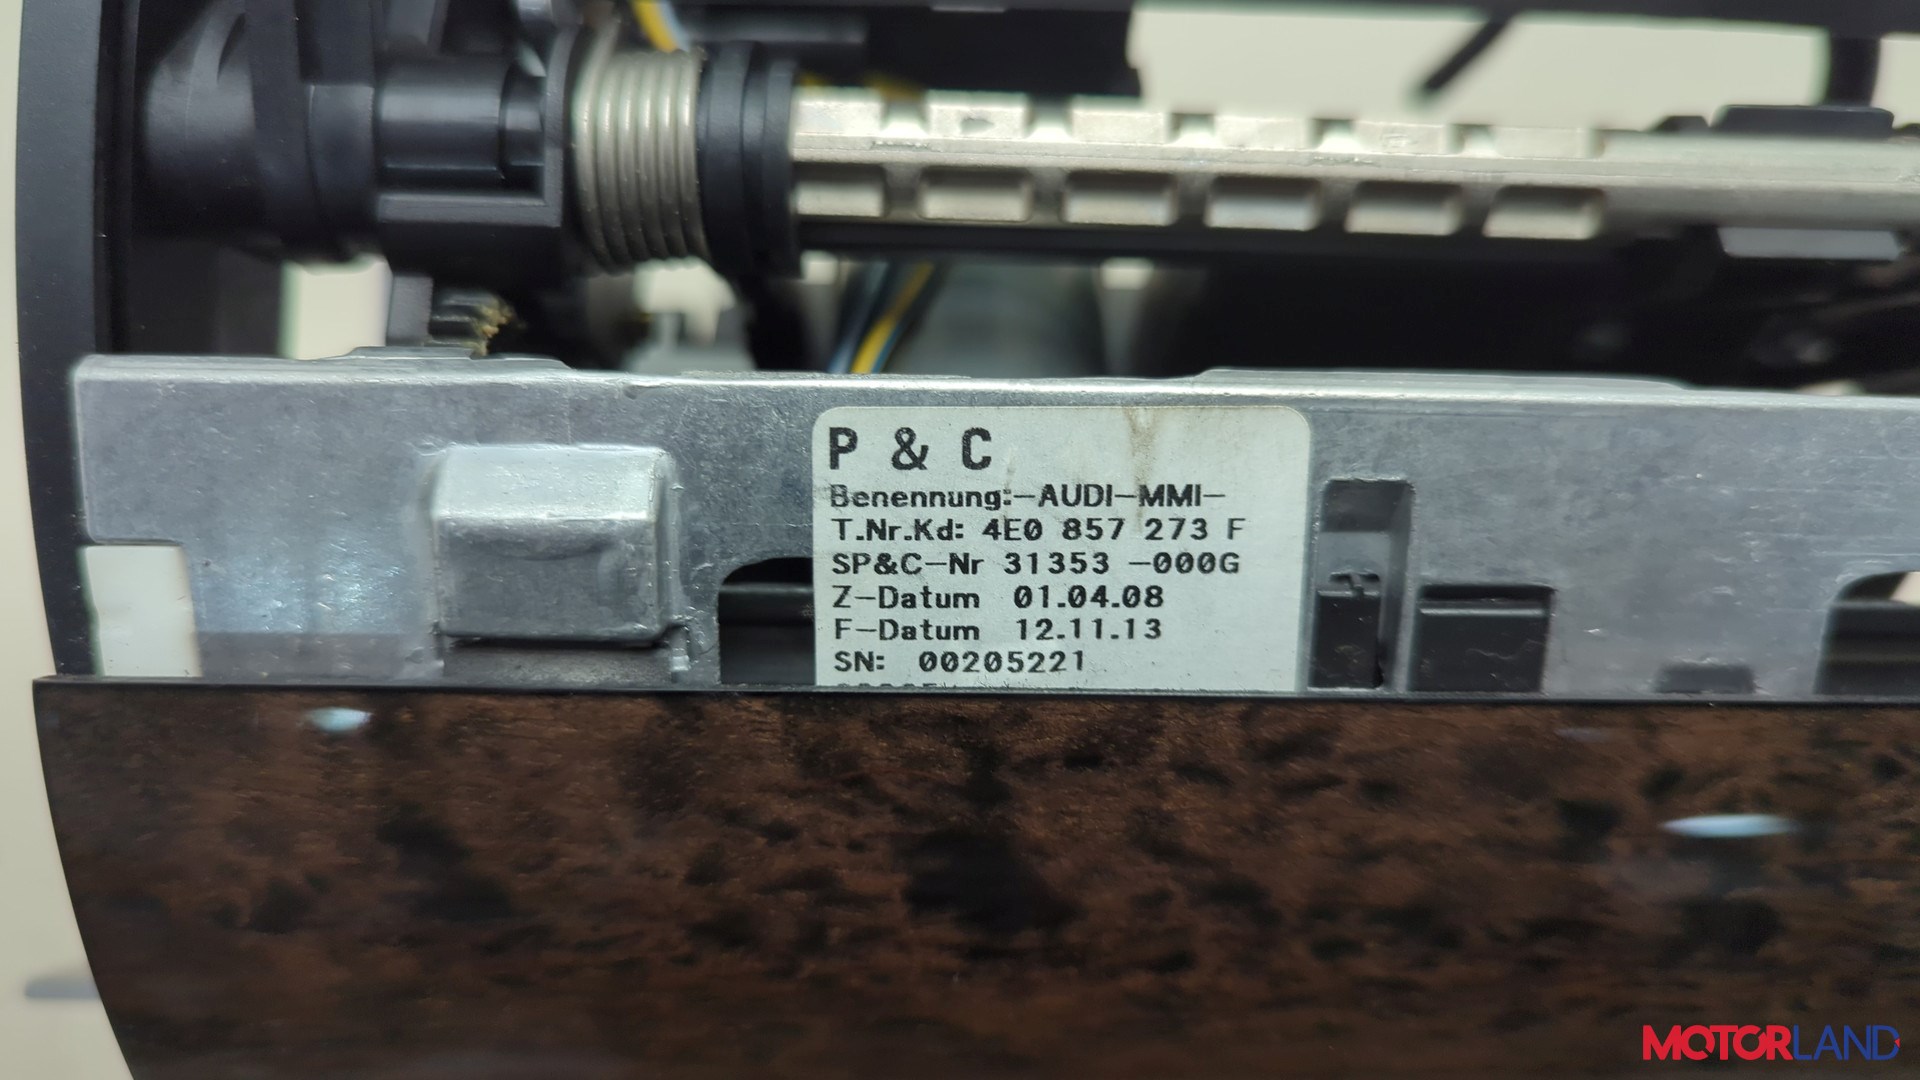 P & C
Benennung:-AUDI-MMI-
T.Nr.Kd: 4E0 857 273 F
SP&C-Nr 31353 -000G
Z-Datum 01.04.08
F-Datum 12.11.13
SN: 00205221
MOTORLAND